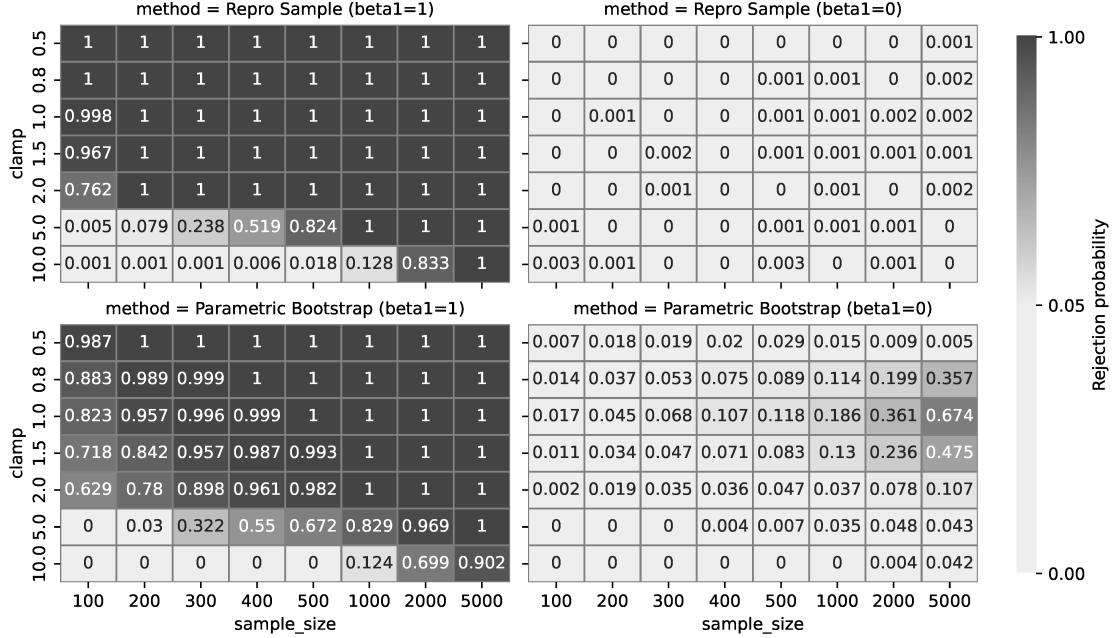 method = Repro Sample (beta1=1)
method = Repro Sample (beta1=0)
clamp
0.5 1 1 1 1 1 1 1 1
0.8 1 1 1 1 1 1 1 1
1.0 0.998 1 1 1 1 1 1 1
1.5 0.967 1 1 1 1 1 1 1
2.0 0.762 1 1 1 1 1 1 1
5.0 0.005 0.079 0.238 0.519 0.824 1 1 1
10.0 0.001 0.001 0.001 0.006 0.018 0.128 0.833 1
0 0 0 0 0 0 0 0.001
0 0 0 0 0.001 0.001 0 0.002
0 0.001 0 0 0.001 0.001 0.002 0.002
0 0 0.002 0 0.001 0.001 0.001 0.001
0 0 0.001 0 0 0.001 0 0.002
0.001 0 0 0 0.001 0.001 0.001 0
0.003 0.001 0 0 0.003 0 0.001 0
method = Parametric Bootstrap (beta1=1)
method = Parametric Bootstrap (beta1=0)
clamp
0.5 0.987 1 1 1 1 1 1 1
0.8 0.883 0.989 0.999 1 1 1 1 1
1.0 0.823 0.957 0.996 0.999 1 1 1 1
1.5 0.718 0.842 0.957 0.987 0.993 1 1 1
2.0 0.629 0.78 0.898 0.961 0.982 1 1 1
5.0 0 0.03 0.322 0.55 0.672 0.829 0.969 1
10.0 0 0 0 0 0 0.124 0.699 0.902
100 200 300 400 500 1000 2000 5000
sample_size
0.007 0.018 0.019 0.02 0.029 0.015 0.009 0.005
0.014 0.037 0.053 0.075 0.089 0.114 0.199 0.357
0.017 0.045 0.068 0.107 0.118 0.186 0.361 0.674
0.011 0.034 0.047 0.071 0.083 0.13 0.236 0.475
0.002 0.019 0.035 0.036 0.047 0.037 0.078 0.107
0 0 0 0.004 0.007 0.035 0.048 0.043
0 0 0 0 0 0 0.004 0.042
100 200 300 400 500 1000 2000 5000
sample_size
1.00
0.05
0.00
Rejection probability